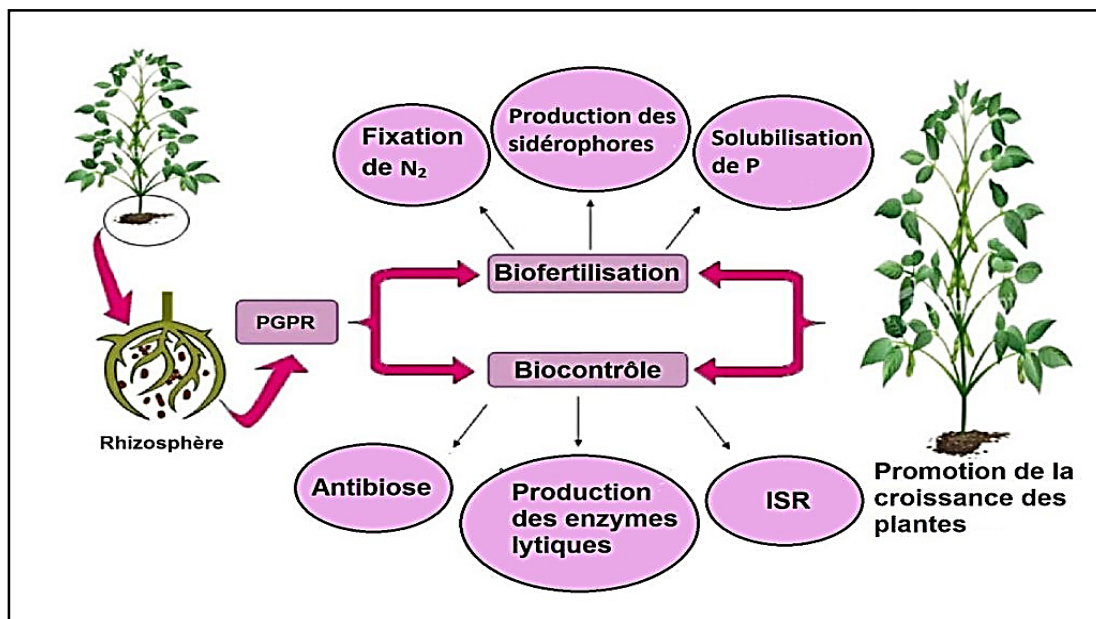 Fixation
de N₂
Production des
sidérophores
Solubilisation
de P
Biofertilisation
PGPR
Biocontrôle
Rhizosphère
Antibiose
Production
des enzymes
lytiques
ISR
Promotion de la
croissance des
plantes